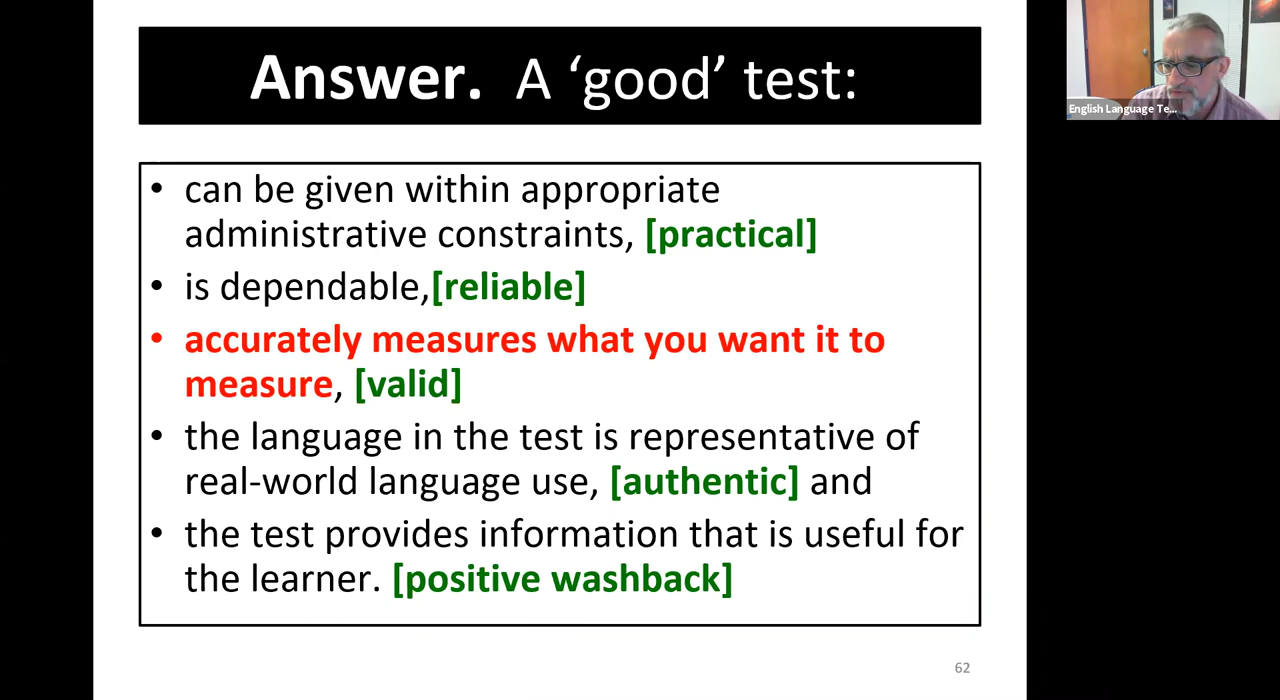 Answer. A ‘good’ test:
English Language Te...
• can be given within appropriate
administrative constraints, [practical]
• is dependable,[reliable]
• accurately measures what you want it to
measure, [valid]
• the language in the test is representative of
real-world language use, [authentic] and
• the test provides information that is useful for
the learner. [positive washback]
62